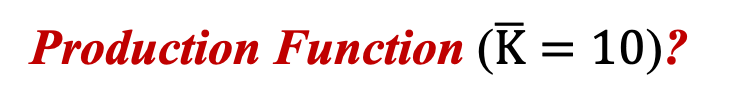 Production Function (K̅ = 10)?